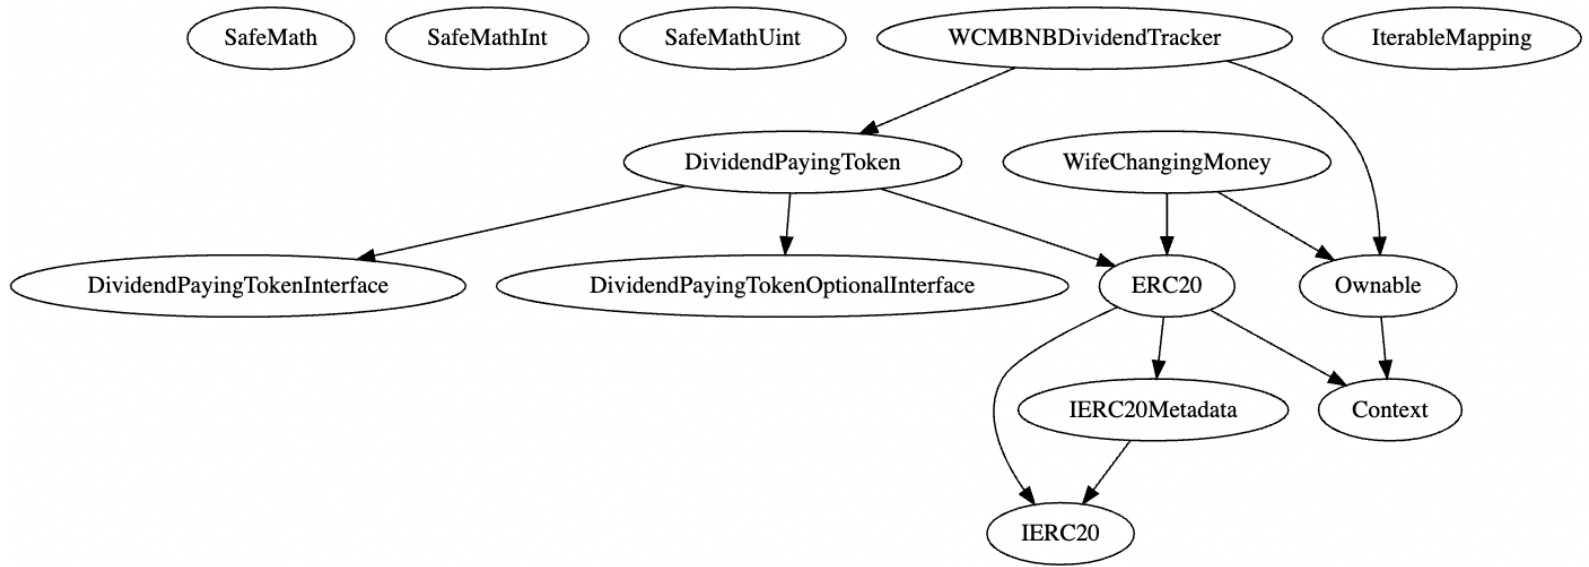 SafeMath
SafeMathInt
SafeMathUint
WCMBNBDividendTracker
IterableMapping
DividendPayingToken
WifeChangingMoney
DividendPayingTokenInterface
DividendPayingTokenOptionalInterface
ERC20
Ownable
IERC20Metadata
Context
IERC20